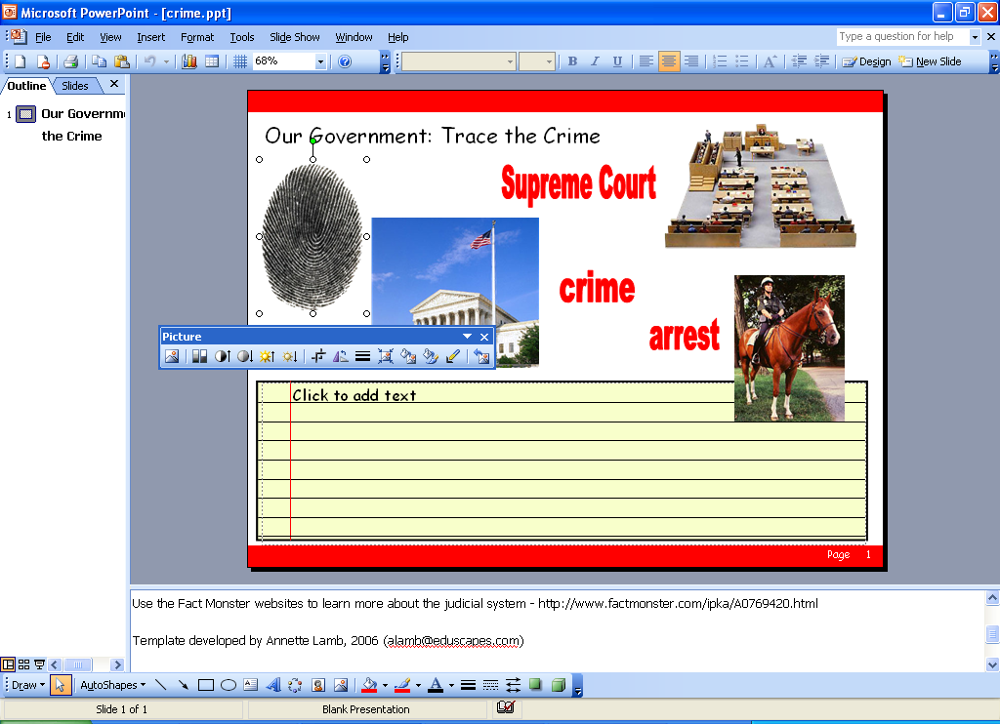 Microsoft PowerPoint - [crime.ppt]
File Edit View Insert Format Tools Slide Show Window Help Type a question for help
68% B I U A Design New Slide
Outline Slides
1 Our Governm
the Crime
Our Government: Trace the Crime
Supreme Court
crime
arrest
Picture
Click to add text
Page 1
Use the Fact Monster websites to learn more about the judicial system - http://www.factmonster.com/ipka/A0769420.html
Template developed by Annette Lamb, 2006 (alamb@eduscapes.com)
Draw AutoShapes A A
Slide 1 of 1 Blank Presentation